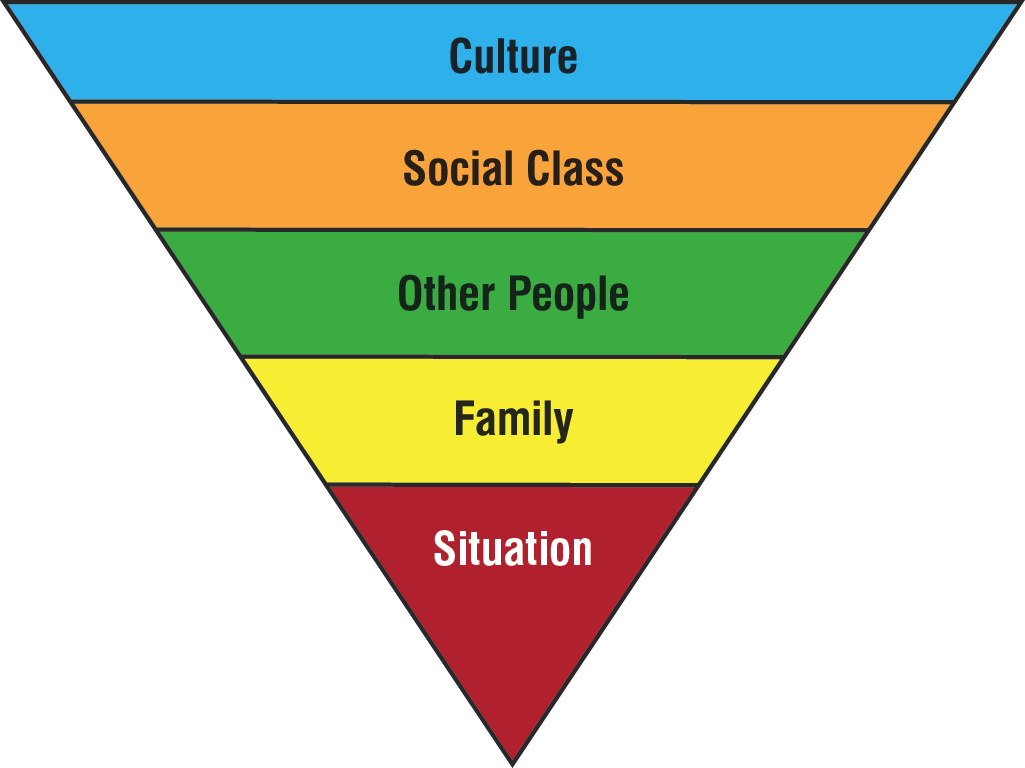 Culture
Social Class
Other People
Family
Situation